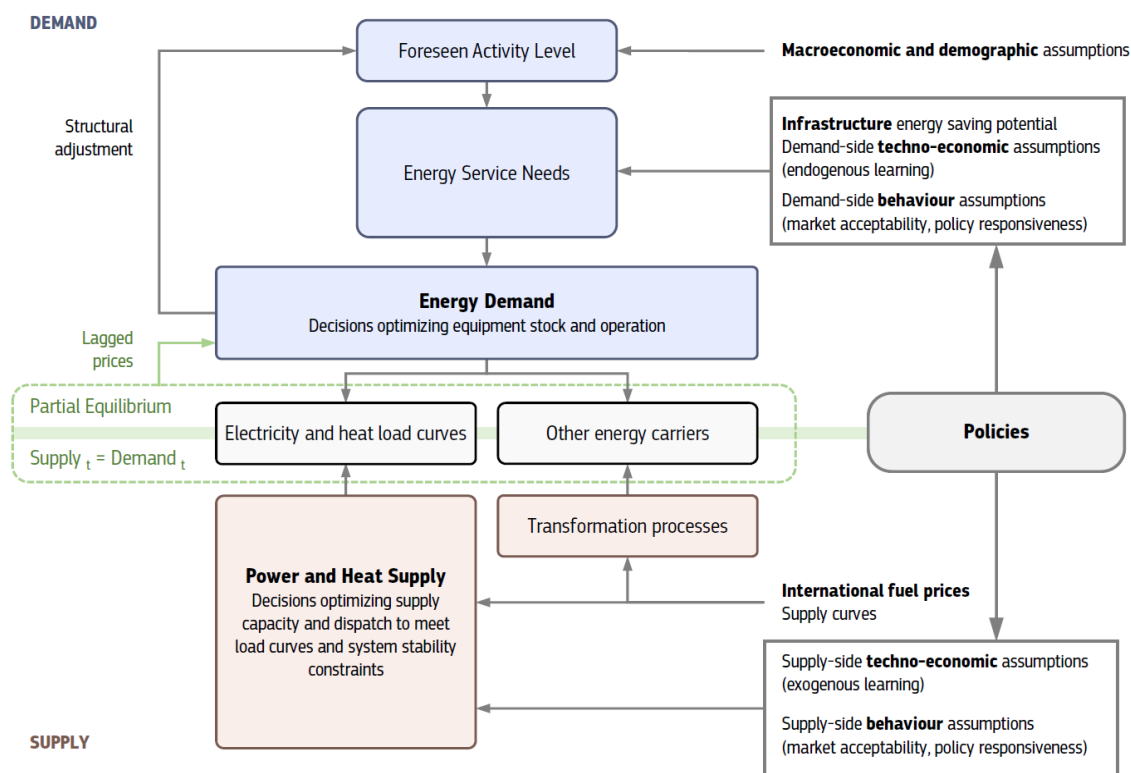 DEMAND
Foreseen Activity Level
Macroeconomic and demographic assumptions
Structural
adjustment
Energy Service Needs
Infrastructure energy saving potential
Demand-side techno-economic assumptions
(endogenous learning)
Demand-side behaviour assumptions
(market acceptability, policy responsiveness)
Energy Demand
Decisions optimizing equipment stock and operation
Lagged
prices
Partial Equilibrium
Supply t = Demand t
Electricity and heat load curves
Other energy carriers
Policies
Transformation processes
Power and Heat Supply
Decisions optimizing supply
capacity and dispatch to meet
load curves and system stability
constraints
International fuel prices
Supply curves
Supply-side techno-economic assumptions
(exogenous learning)
Supply-side behaviour assumptions
(market acceptability, policy responsiveness)
SUPPLY